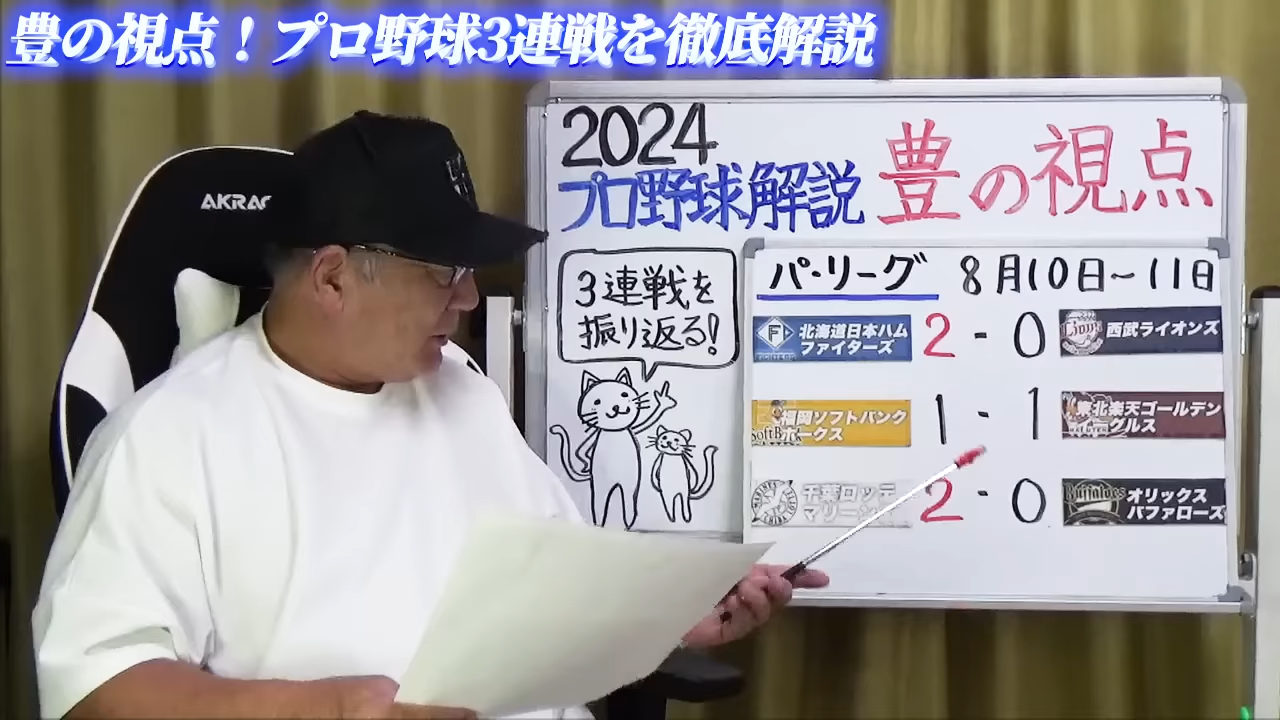 豊の視点！プロ野球3連戦を徹底解説
AKRAC
2024
プロ野球解説 豊の視点
3連戦を
振り返る!
パ・リーグ 8月10日~11日
北海道日本ハム
ファイターズ 2 - 0 西武ライオンズ
福岡ソフトバンク
ホークス 1 - 1 東北楽天ゴールデン
イーグルス
千葉ロッテ
マリーンズ 2 - 0 オリックス
バファローズ